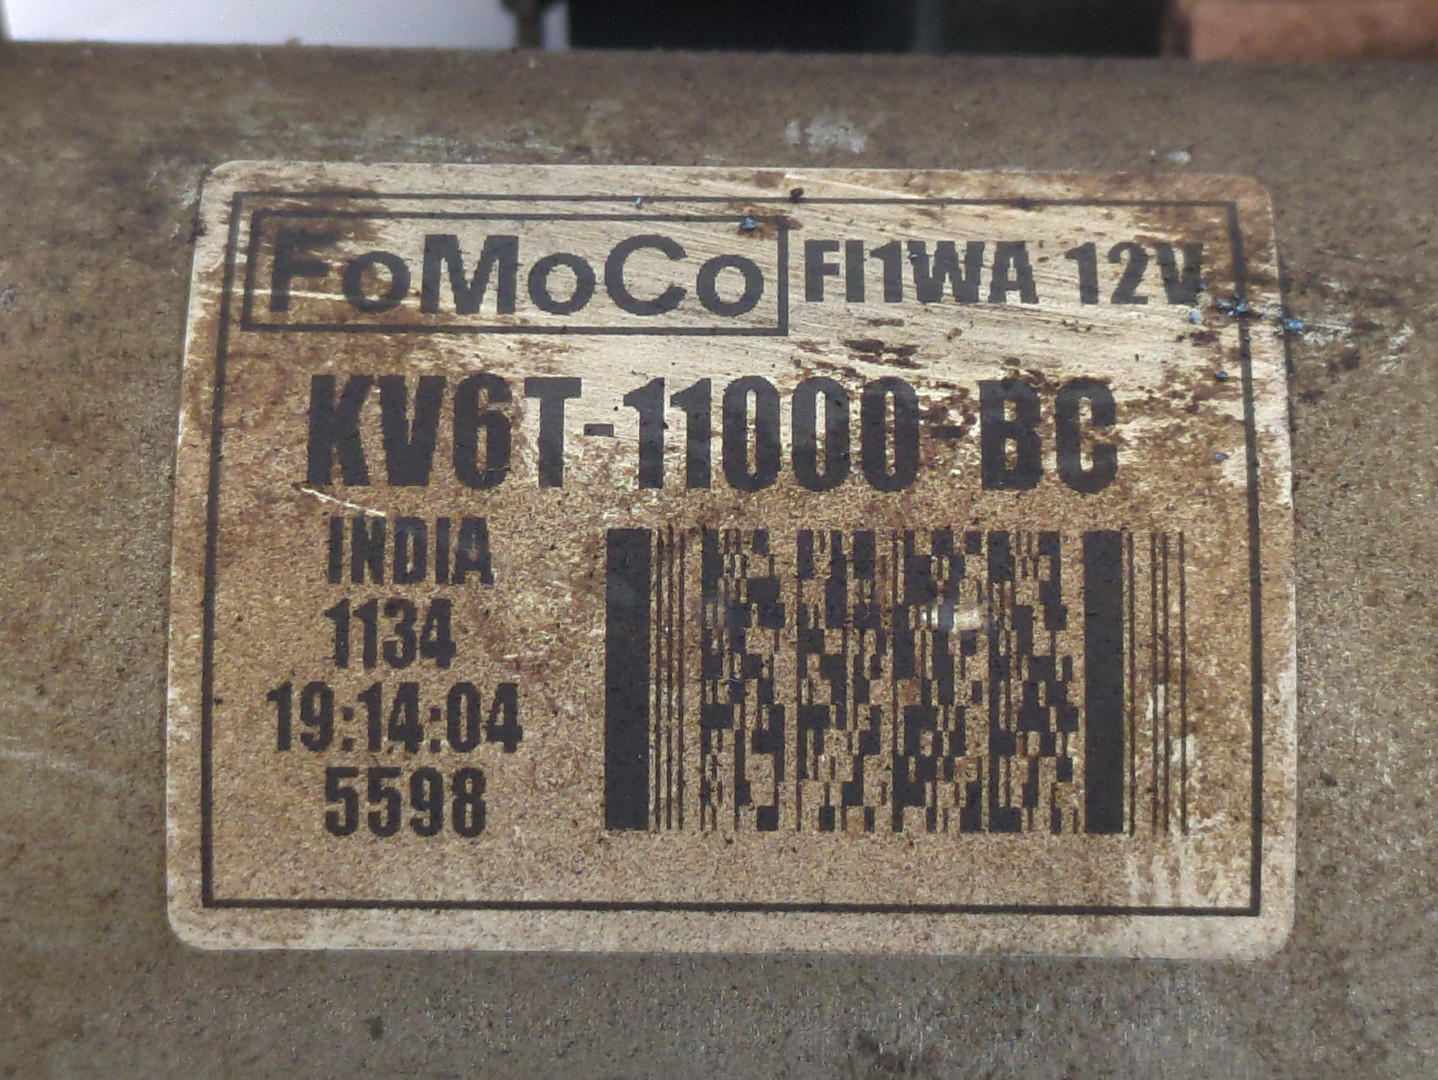 FoMoCo FI1WA 12V
KV6T-11000-BC
INDIA
1134
19:14:04
5598